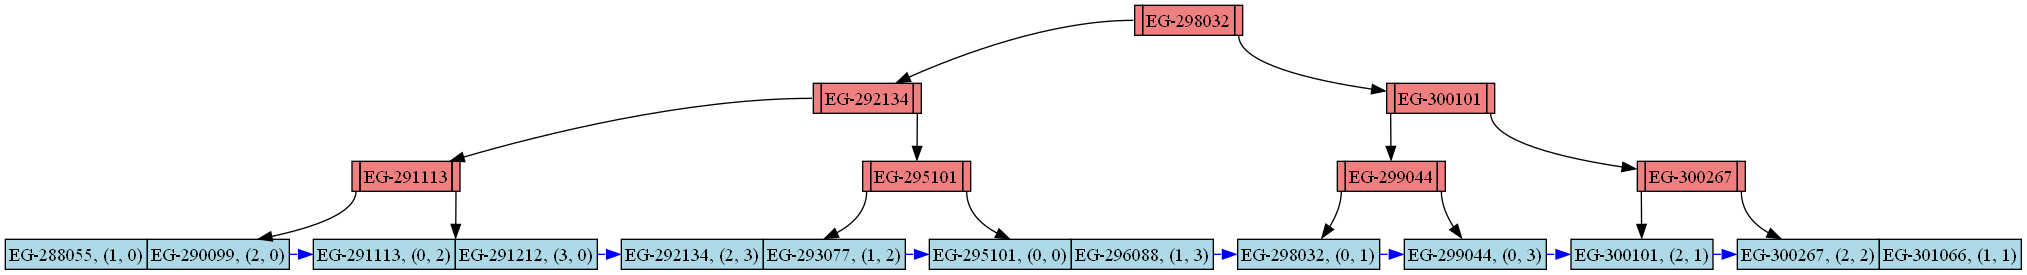 EG-298032
EG-292134 EG-300101
EG-291113 EG-295101 EG-299044 EG-300267
EG-288055, (1, 0) EG-290099, (2, 0) EG-291113, (0, 2) EG-291212, (3, 0) EG-292134, (2, 3) EG-293077, (1, 2) EG-295101, (0, 0) EG-296088, (1, 3) EG-298032, (0, 1) EG-299044, (0, 3) EG-300101, (2, 1) EG-300267, (2, 2) EG-301066, (1, 1)